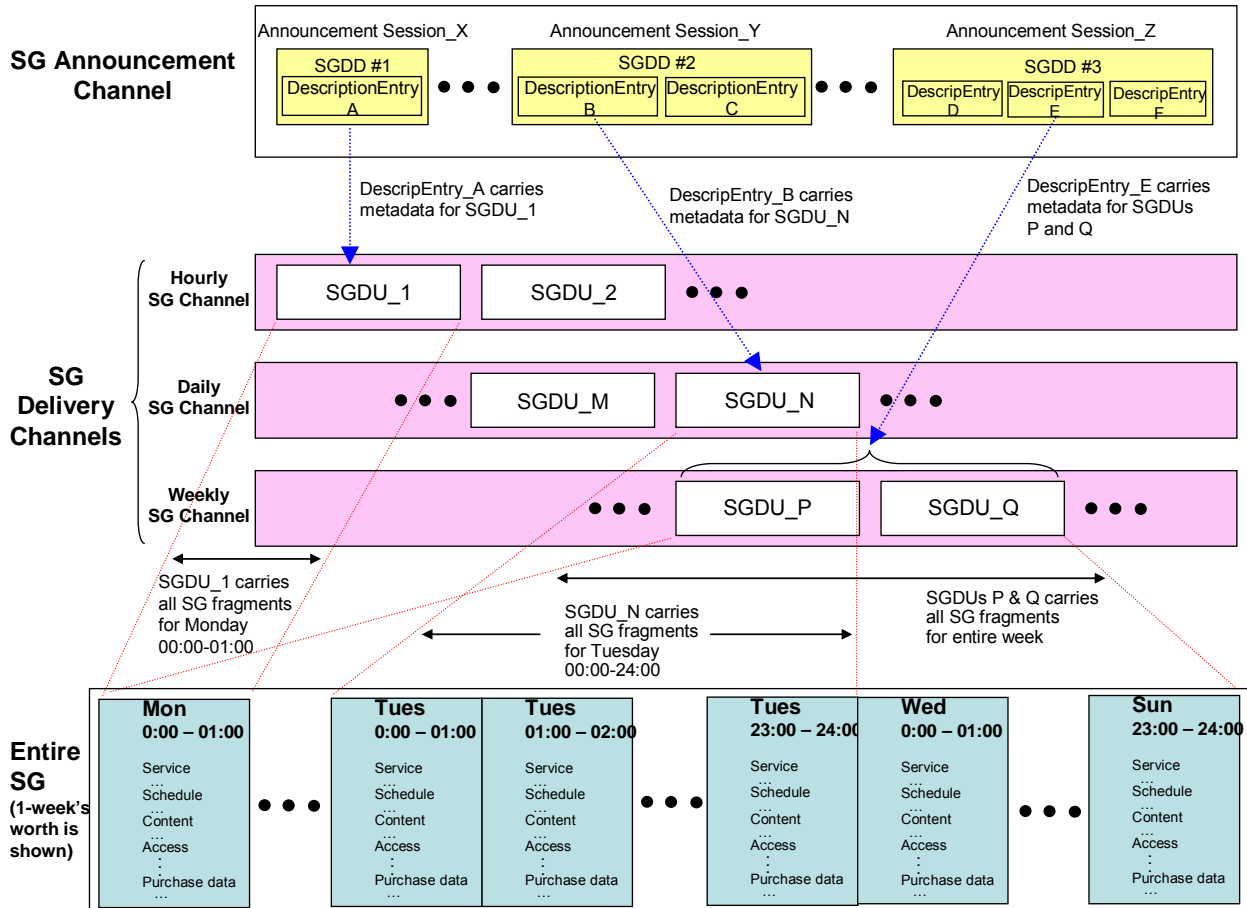 Announcement Session_X
Announcement Session_Y
Announcement Session_Z
SG Announcement
Channel
SGDD #1
DescriptionEntry
A
SGDD #2
DescriptionEntry
B
DescriptionEntry
C
SGDD #3
DescripEntry
D
DescripEntry
E
DescripEntry
F
DescripEntry_A carries
metadata for SGDU_1
DescripEntry_B carries
metadata for SGDU_N
DescripEntry_E carries
metadata for SGDUs
P and Q
SG
Delivery
Channels
Hourly
SG Channel
SGDU_1
SGDU_2
Daily
SG Channel
SGDU_M
SGDU_N
Weekly
SG Channel
SGDU_P
SGDU_Q
SGDU_1 carries
all SG fragments
for Monday
00:00-01:00
SGDU_N carries
all SG fragments
for Tuesday
00:00-24:00
SGDUs P & Q carries
all SG fragments
for entire week
Entire
SG
(1-week's
worth is
shown)
Mon
0:00 – 01:00
Service
...
Schedule
...
Content
...
Access
⋮
Purchase data
...
Tues
0:00 – 01:00
Service
...
Schedule
...
Content
...
Access
⋮
Purchase data
...
Tues
01:00 – 02:00
Service
...
Schedule
...
Content
...
Access
⋮
Purchase data
...
Tues
23:00 – 24:00
Service
...
Schedule
...
Content
...
Access
⋮
Purchase data
...
Wed
0:00 – 01:00
Service
...
Schedule
...
Content
...
Access
⋮
Purchase data
...
Sun
23:00 – 24:00
Service
...
Schedule
...
Content
...
Access
⋮
Purchase data
...